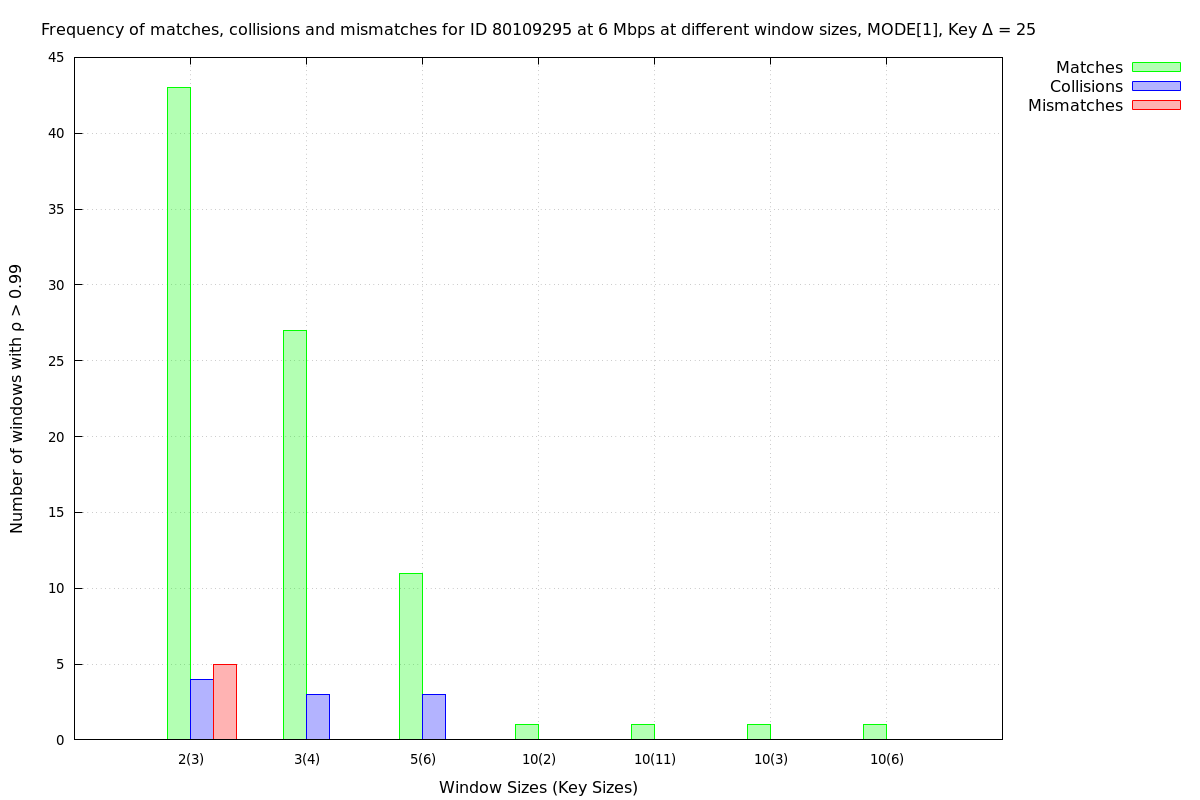 Frequency of matches, collisions and mismatches for ID 80109295 at 6 Mbps at different window sizes, MODE[1], Key Δ = 25
Matches
Collisions
Mismatches
Number of windows with ρ > 0.99
45
40
35
30
25
20
15
10
5
0
2(3) 3(4) 5(6) 10(2) 10(11) 10(3) 10(6)
Window Sizes (Key Sizes)